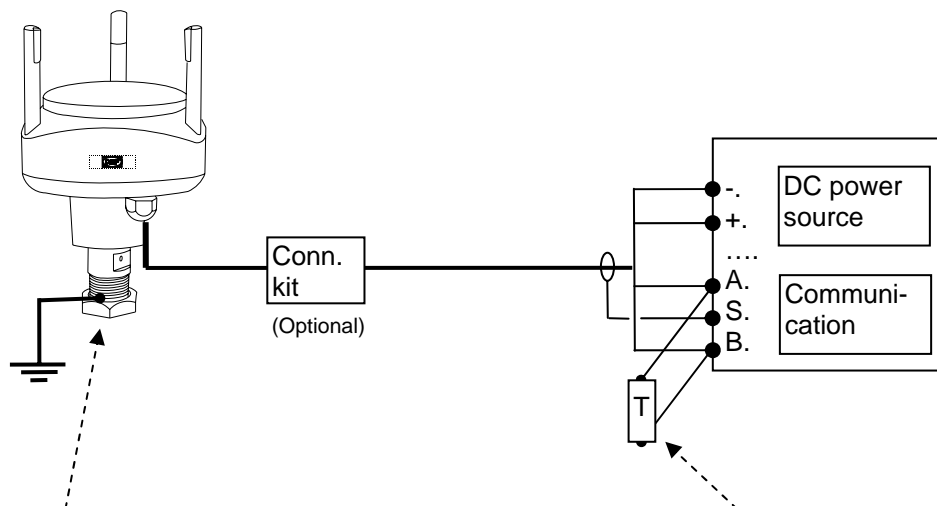 -.
DC power
source
+.
....
Conn.
kit
(Optional)
A.
S.
B.
Communi-
cation
T